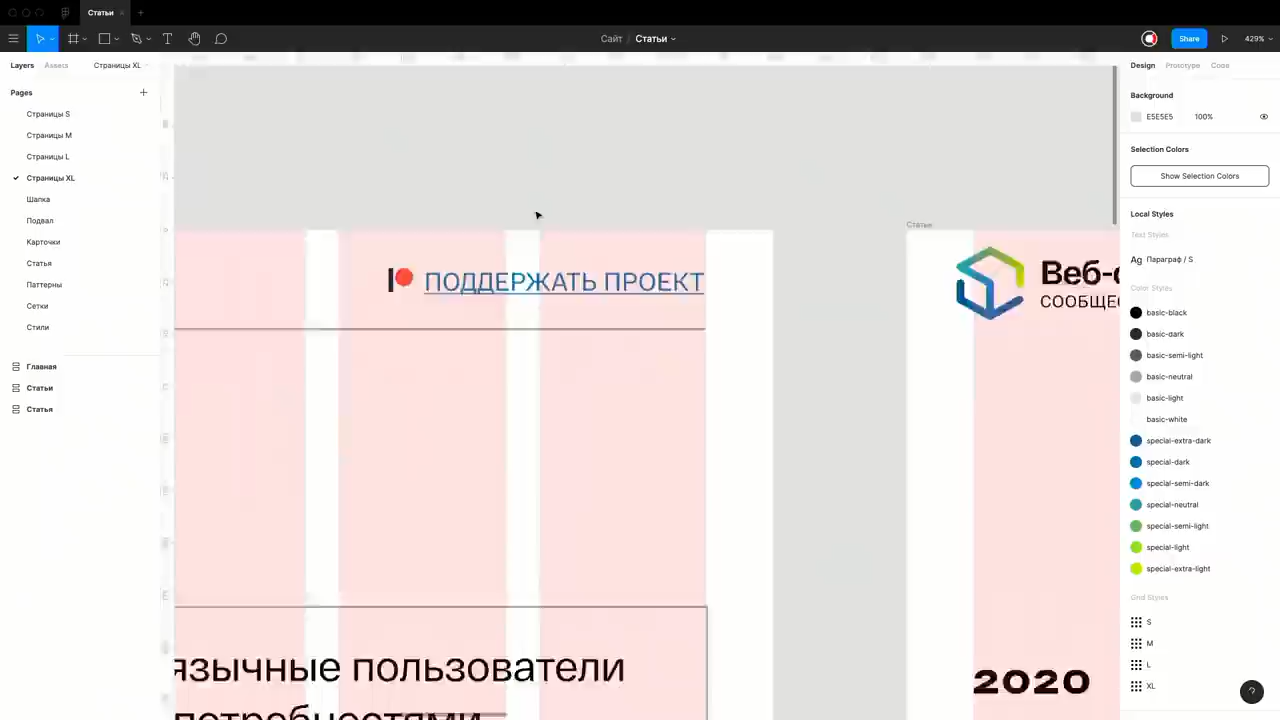 Статьи
Сайт / Статьи
Share
429%
Layers
Assets
Страницы XL
Pages
Страницы S
Страницы M
Страницы L
Страницы XL
Шапка
Подвал
Карточки
Статья
Паттерны
Сетки
Стили
Главная
Статьи
Статья
ПОДДЕРЖАТЬ ПРОЕКТ
язычные пользователи
потребностями
Статьи
Веб-
СООБЩЕ
2020
Design
Prototype
Code
Background
E5E5E5 100%
Selection Colors
Show Selection Colors
Local Styles
Text Styles
Ag Параграф / S
Color Styles
basic-black
basic-dark
basic-semi-light
basic-neutral
basic-light
basic-white
special-extra-dark
special-dark
special-semi-dark
special-neutral
special-semi-light
special-light
special-extra-light
Grid Styles
S
M
L
XL
?